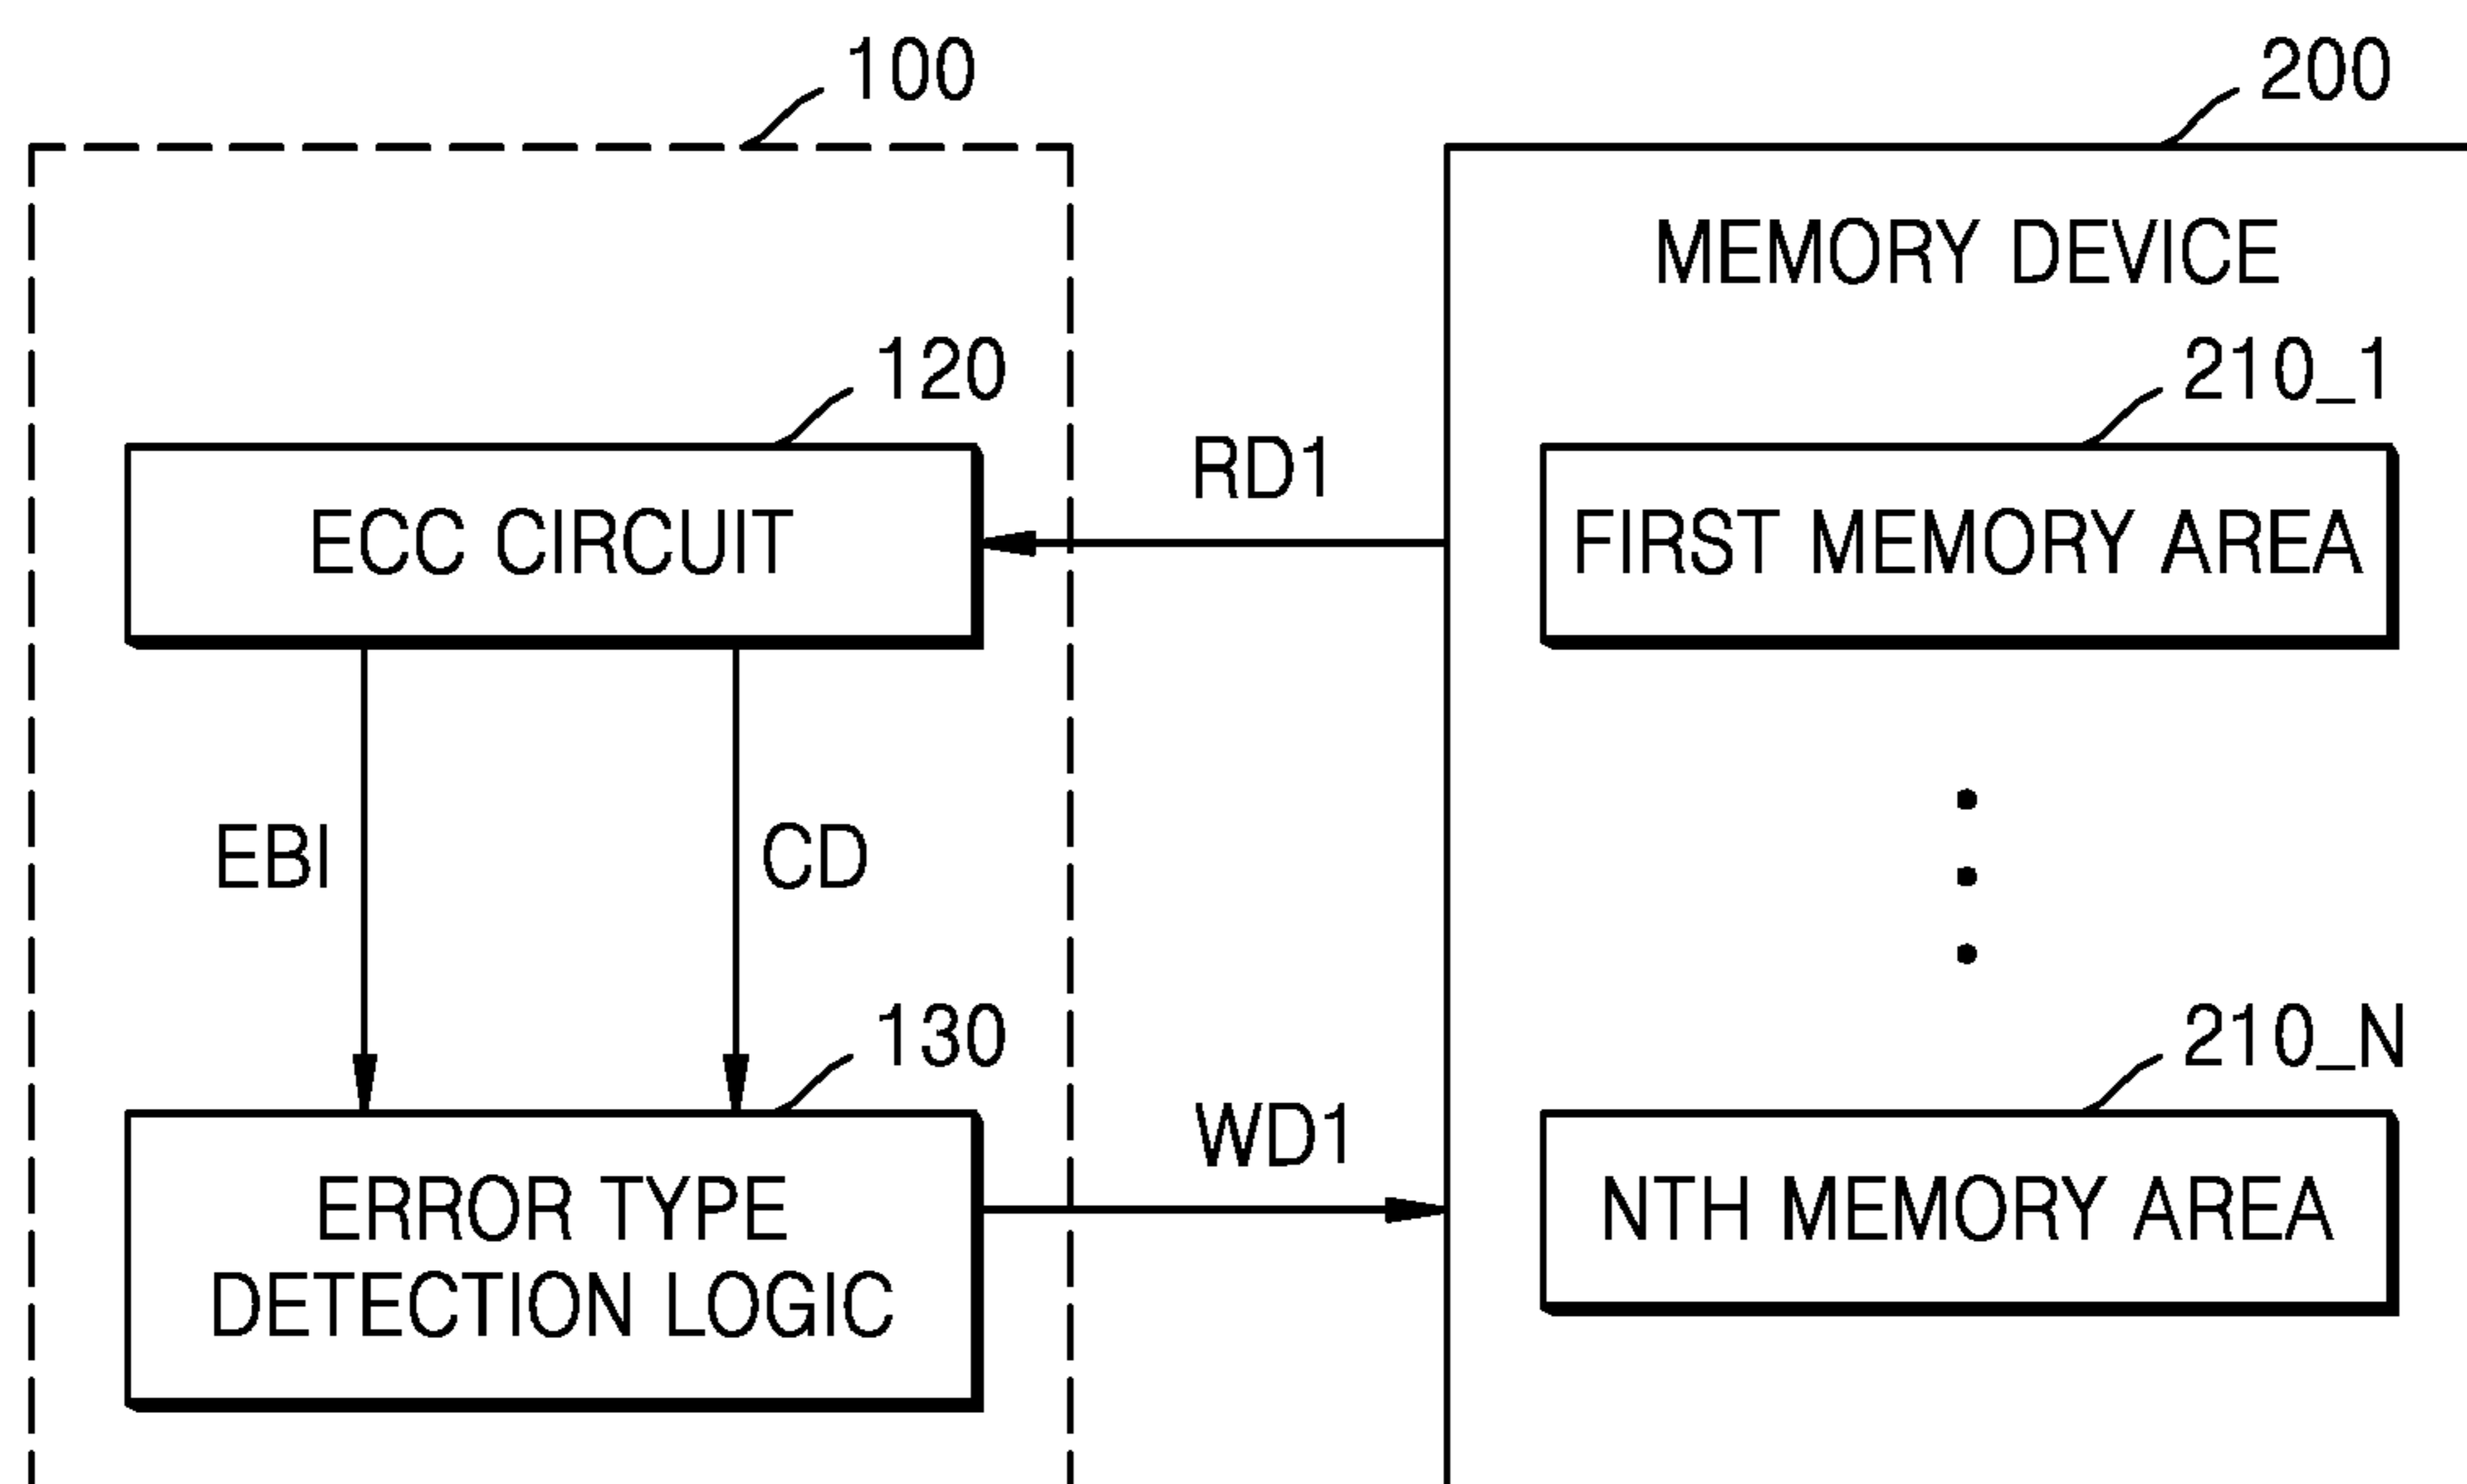 100
200
MEMORY DEVICE
120
210_1
RD1
ECC CIRCUIT
FIRST MEMORY AREA
EBI
CD
130
210_N
WD1
ERROR TYPE
DETECTION LOGIC
NTH MEMORY AREA